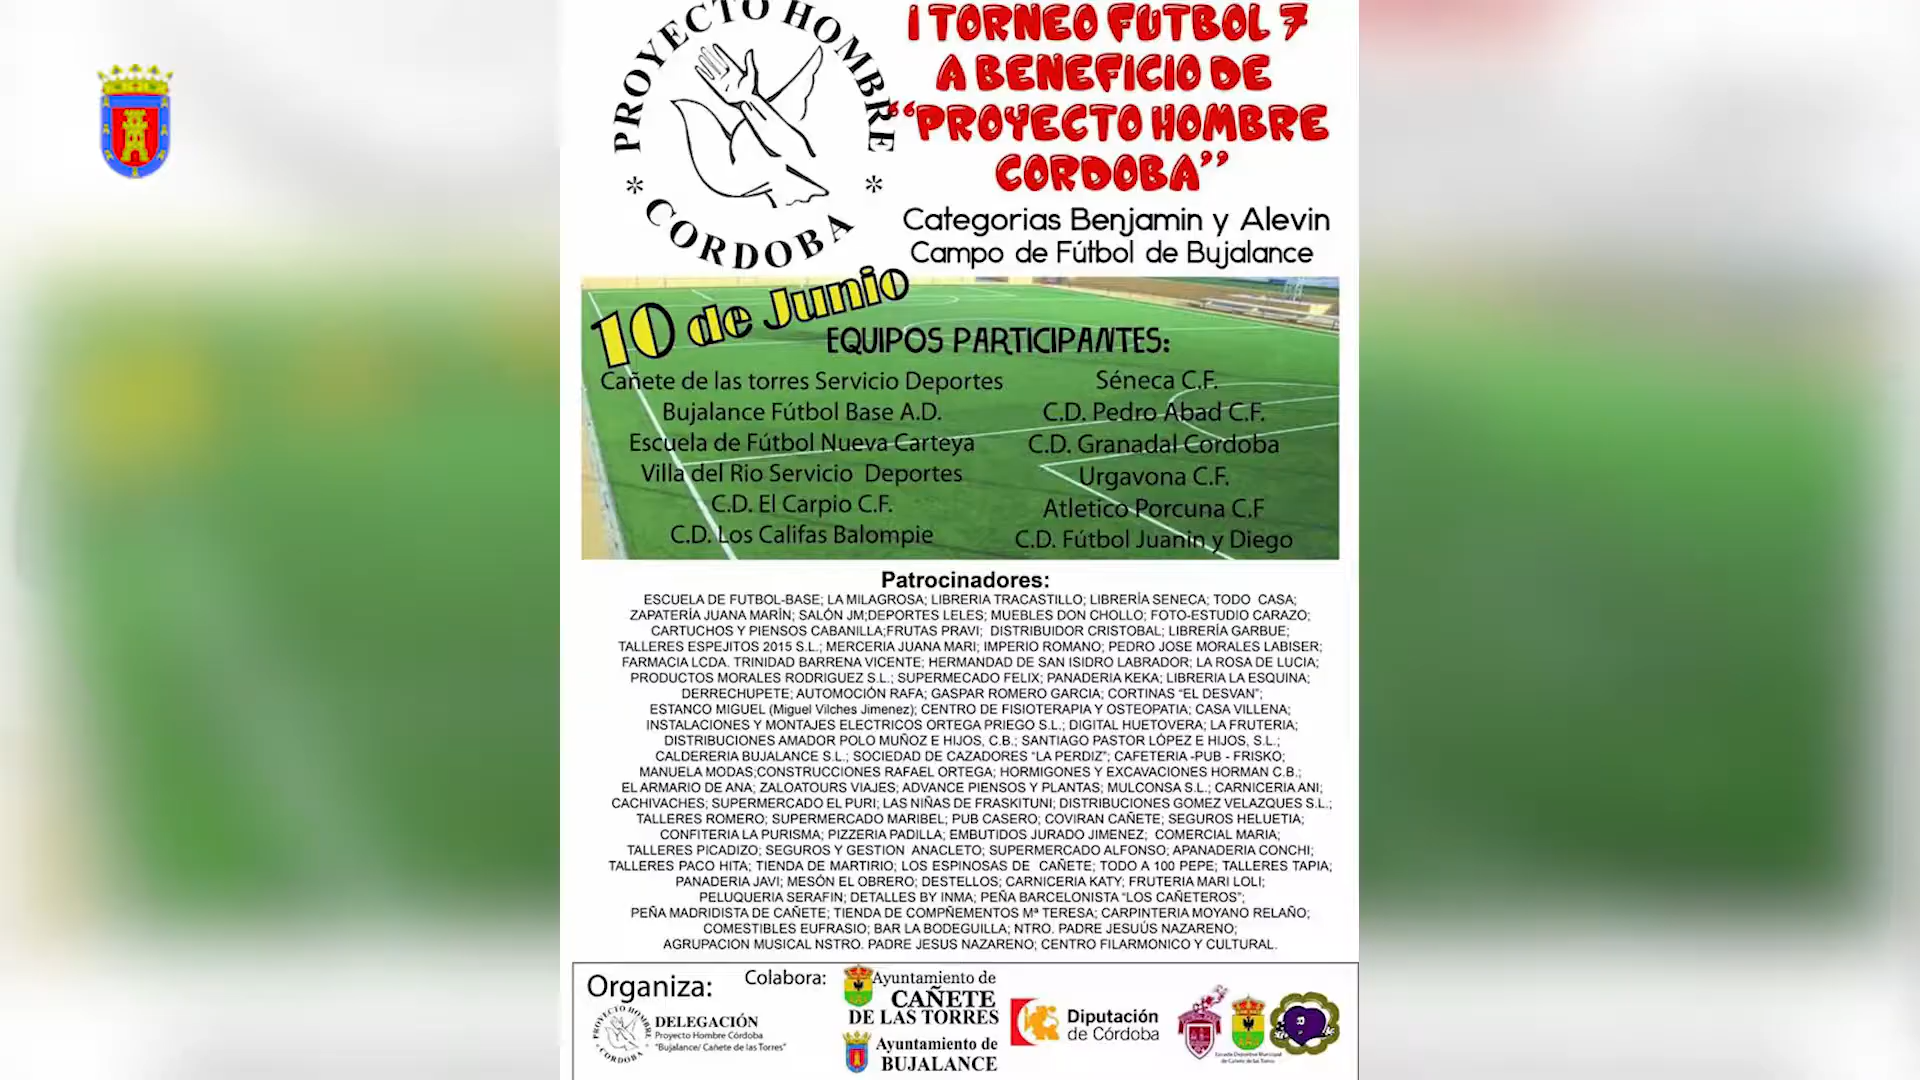 PROYECTO HOMBRE
* CORDOBA *
I TORNEO FUTBOL 7
A BENEFICIO DE
“PROYECTO HOMBRE
CORDOBA”
Categorias Benjamin y Alevin
Campo de Fútbol de Bujalance
10 de Junio
EQUIPOS PARTICIPANTES:
Cañete de las torres Servicio Deportes
Bujalance Fútbol Base A.D.
Escuela de Fútbol Nueva Carteya
Villa del Rio Servicio Deportes
C.D. El Carpio C.F.
C.D. Los Califas Balompie
Séneca C.F.
C.D. Pedro Abad C.F.
C.D. Granadal Cordoba
Urgavona C.F.
Atletico Porcuna C.F
C.D. Fútbol Juanin y Diego
Patrocinadores:
ESCUELA DE FUTBOL-BASE; LA MILAGROSA; LIBRERIA TRACASTILLO; LIBRERÍA SENECA; TODO CASA;
ZAPATERÍA JUANA MARÍN; SALÓN JM;DEPORTES LELES; MUEBLES DON CHOLLO; FOTO-ESTUDIO CARAZO;
CARTUCHOS Y PIENSOS CABANILLA;FRUTAS PRAVI; DISTRIBUIDOR CRISTOBAL; LIBRERÍA GARBUE;
TALLERES ESPEJITOS 2015 S.L.; MERCERIA JUANA MARI; IMPERIO ROMANO; PEDRO JOSE MORALES LABISER;
FARMACIA LCDA. TRINIDAD BARRENA VICENTE; HERMANDAD DE SAN ISIDRO LABRADOR; LA ROSA DE LUCIA;
PRODUCTOS MORALES RODRIGUEZ S.L.; SUPERMECADO FELIX; PANADERIA KEKA; LIBRERIA LA ESQUINA;
DERRECHUPETE; AUTOMOCIÓN RAFA; GASPAR ROMERO GARCIA; CORTINAS “EL DESVAN”;
ESTANCO MIGUEL (Miguel Vilches Jimenez); CENTRO DE FISIOTERAPIA Y OSTEOPATIA; CASA VILLENA;
INSTALACIONES Y MONTAJES ELECTRICOS ORTEGA PRIEGO S.L.; DIGITAL HUETOVERA; LA FRUTERIA;
DISTRIBUCIONES AMADOR POLO MUÑOZ E HIJOS, C.B.; SANTIAGO PASTOR LÓPEZ E HIJOS, S.L.;
CALDERERIA BUJALANCE S.L.; SOCIEDAD DE CAZADORES “LA PERDIZ”; CAFETERIA -PUB - FRISKO;
MANUELA MODAS;CONSTRUCCIONES RAFAEL ORTEGA; HORMIGONES Y EXCAVACIONES HORMAN C.B.;
EL ARMARIO DE ANA; ZALOATOURS VIAJES; ADVANCE PIENSOS Y PLANTAS; MULCONSA S.L.; CARNICERIA ANI;
CACHIVACHES; SUPERMERCADO EL PURI; LAS NIÑAS DE FRASKITUNI; DISTRIBUCIONES GOMEZ VELAZQUES S.L.;
TALLERES ROMERO; SUPERMERCADO MARIBEL; PUB CASERO; COVIRAN CAÑETE; SEGUROS HELUETIA;
CONFITERIA LA PURISMA; PIZZERIA PADILLA; EMBUTIDOS JURADO JIMENEZ; COMERCIAL MARIA;
TALLERES PICADIZO; SEGUROS Y GESTION ANACLETO; SUPERMERCADO ALFONSO; APANADERIA CONCHI;
TALLERES PACO HITA; TIENDA DE MARTIRIO; LOS ESPINOSAS DE CAÑETE; TODO A 100 PEPE; TALLERES TAPIA;
PANADERIA JAVI; MESÓN EL OBRERO; DESTELLOS; CARNICERIA KATY; FRUTERIA MARI LOLI;
PELUQUERIA SERAFIN; DETALLES BY INMA; PEÑA BARCELONISTA “LOS CAÑETEROS”;
PEÑA MADRIDISTA DE CAÑETE; TIENDA DE COMPÑEMENTOS Mª TERESA; CARPINTERIA MOYANO RELAÑO;
COMESTIBLES EUFRASIO; BAR LA BODEGUILLA; NTRO. PADRE JESUÚS NAZARENO;
AGRUPACION MUSICAL NSTRO. PADRE JESUS NAZARENO; CENTRO FILARMONICO Y CULTURAL.
Organiza:
PROYECTO HOMBRE
CORDOBA
DELEGACIÓN
Proyecto Hombre Córdoba
"Bujalance/ Cañete de las Torres"
Colabora:
Ayuntamiento de
CAÑETE
DE LAS TORRES
Ayuntamiento de
BUJALANCE
Diputación
de Córdoba
Escuela Deportiva Municipal
de Cañete de las Torres